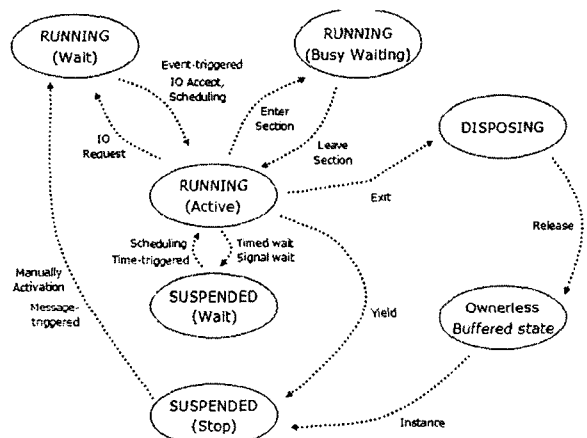 RUNNING
(Wait)
RUNNING
(Busy Waiting)
Event-triggered
IO Accept,
Scheduling
Enter
Section
IO
Request
Leave
Section
DISPOSING
RUNNING
(Active)
Exit
Release
Scheduling
Time-triggered
Timed wait
Signal wait
Manually
Activation
Message-
triggered
SUSPENDED
(Wait)
Yield
Ownerless
Buffered state
SUSPENDED
(Stop)
Instance